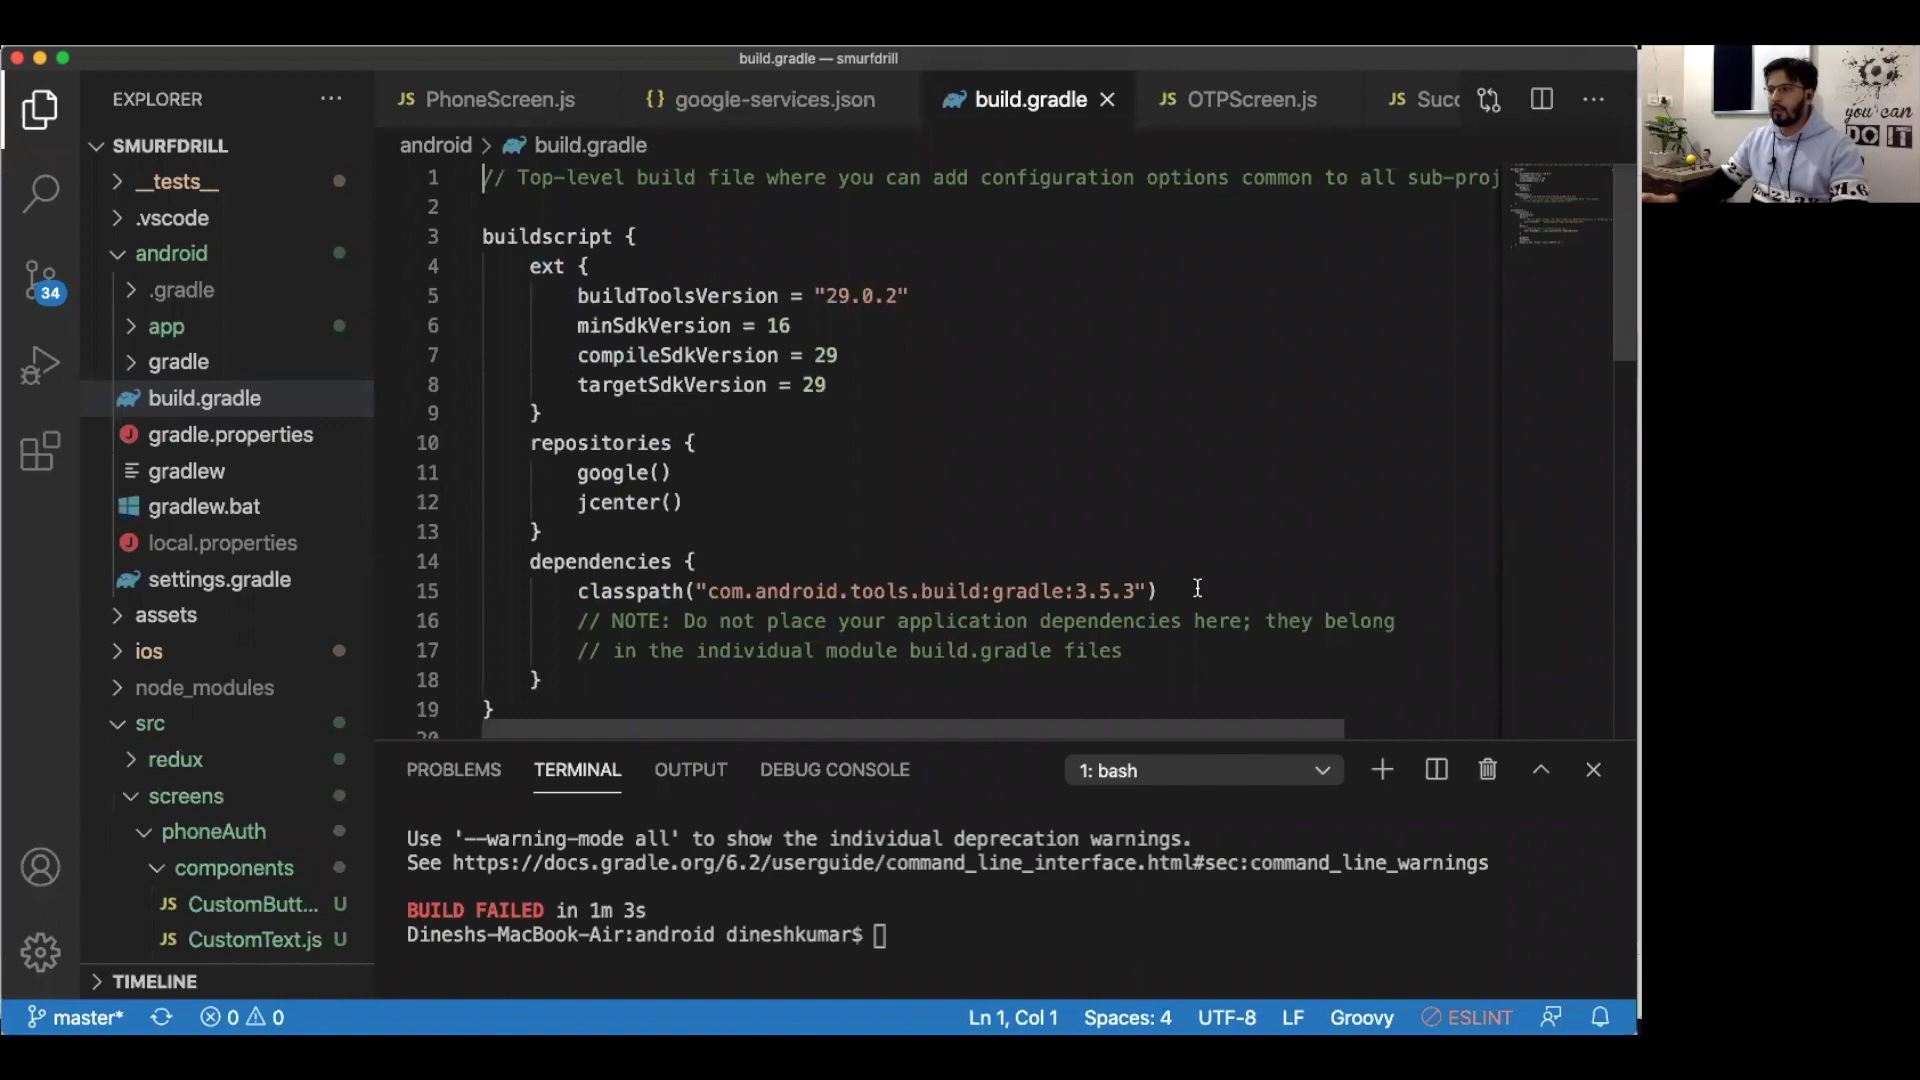 build.gradle — smurfdrill
EXPLORER
SMURFDRILL
__tests__
.vscode
android
.gradle
app
gradle
build.gradle
gradle.properties
gradlew
gradlew.bat
local.properties
settings.gradle
assets
ios
node_modules
src
redux
screens
phoneAuth
components
JS CustomButt... U
JS CustomText.js U
TIMELINE
34
JS PhoneScreen.js
{} google-services.json
build.gradle
JS OTPScreen.js
JS Succ
android > build.gradle
1 // Top-level build file where you can add configuration options common to all sub-proj
2
3 buildscript {
4 ext {
5 buildToolsVersion = "29.0.2"
6 minSdkVersion = 16
7 compileSdkVersion = 29
8 targetSdkVersion = 29
9 }
10 repositories {
11 google()
12 jcenter()
13 }
14 dependencies {
15 classpath("com.android.tools.build:gradle:3.5.3")
16 // NOTE: Do not place your application dependencies here; they belong
17 // in the individual module build.gradle files
18 }
19 }
20
PROBLEMS TERMINAL OUTPUT DEBUG CONSOLE 1: bash
Use '--warning-mode all' to show the individual deprecation warnings.
See https://docs.gradle.org/6.2/userguide/command_line_interface.html#sec:command_line_warnings
BUILD FAILED in 1m 3s
Dineshs-MacBook-Air:android dineshkumar$
master* 0 0 Ln 1, Col 1 Spaces: 4 UTF-8 LF Groovy ESLINT
you can
DO IT